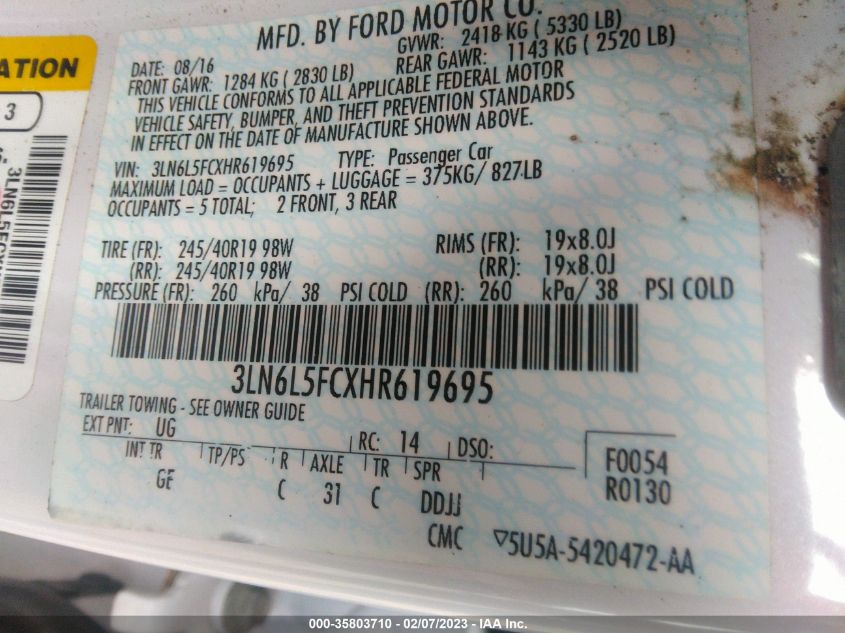 MFD. BY FORD MOTOR CO.
DATE: 08/16 GVWR: 2418 KG ( 5330 LB)
FRONT GAWR: 1284 KG ( 2830 LB) REAR GAWR: 1143 KG ( 2520 LB)
THIS VEHICLE CONFORMS TO ALL APPLICABLE FEDERAL MOTOR
VEHICLE SAFETY, BUMPER, AND THEFT PREVENTION STANDARDS
IN EFFECT ON THE DATE OF MANUFACTURE SHOWN ABOVE.
VIN: 3LN6L5FCXHR619695 TYPE: Passenger Car
MAXIMUM LOAD = OCCUPANTS + LUGGAGE = 375KG/ 827LB
OCCUPANTS = 5 TOTAL; 2 FRONT, 3 REAR
TIRE (FR): 245/40R19 98W RIMS (FR): 19x8.0J
(RR): 245/40R19 98W (RR): 19x8.0J
PRESSURE (FR): 260 kPa/ 38 PSI COLD (RR): 260 kPa/ 38 PSI COLD
3LN6L5FCXHR619695
TRAILER TOWING - SEE OWNER GUIDE
EXT PNT: UG RC: 14 DSO:
INT TR TP/PS R AXLE TR SPR
GE C 31 C DDJJ
F0054
R0130
CMC ▽5U5A-5420472-AA
ATION
3
000-35803710 - 02/07/2023 - IAA Inc.